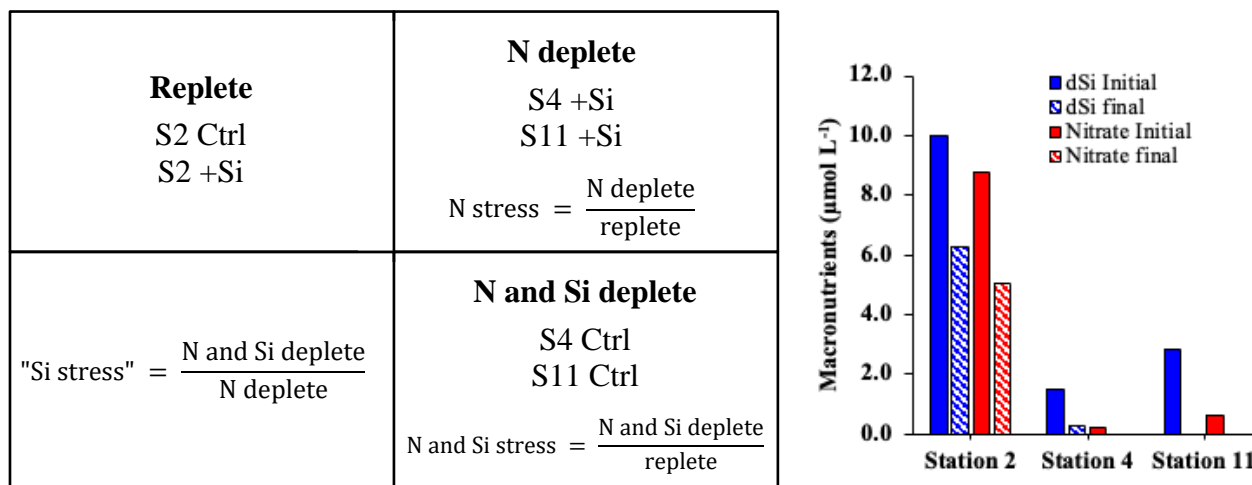 Replete
S2 Ctrl
S2 +Si
N deplete
S4 +Si
S11 +Si
N stress = N deplete / replete
"Si stress" = N and Si deplete / N deplete
N and Si deplete
S4 Ctrl
S11 Ctrl
N and Si stress = N and Si deplete / replete
Macronutrients (µmol L⁻¹)
12.0
10.0
8.0
6.0
4.0
2.0
0.0
dSi Initial
dSi final
Nitrate Initial
Nitrate final
Station 2 Station 4 Station 11